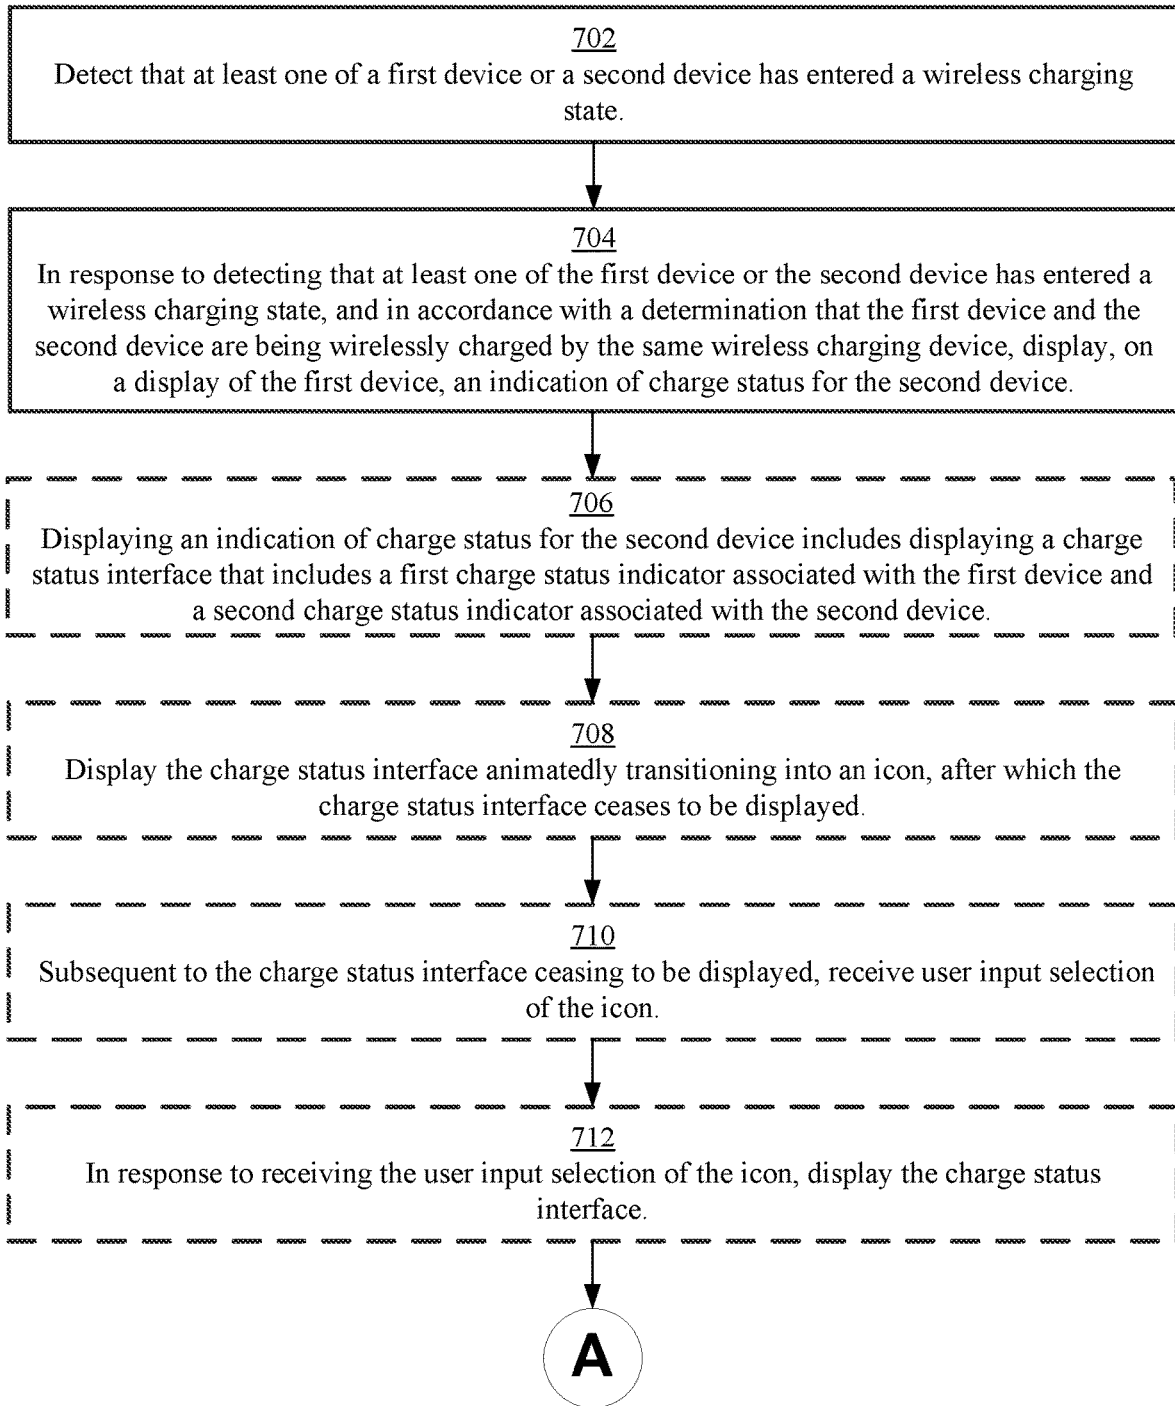 702
Detect that at least one of a first device or a second device has entered a wireless charging
state.
704
In response to detecting that at least one of the first device or the second device has entered a
wireless charging state, and in accordance with a determination that the first device and the
second device are being wirelessly charged by the same wireless charging device, display, on
a display of the first device, an indication of charge status for the second device.
706
Displaying an indication of charge status for the second device includes displaying a charge
status interface that includes a first charge status indicator associated with the first device and
a second charge status indicator associated with the second device.
708
Display the charge status interface animatedly transitioning into an icon, after which the
charge status interface ceases to be displayed.
710
Subsequent to the charge status interface ceasing to be displayed, receive user input selection
of the icon.
712
In response to receiving the user input selection of the icon, display the charge status
interface.
A